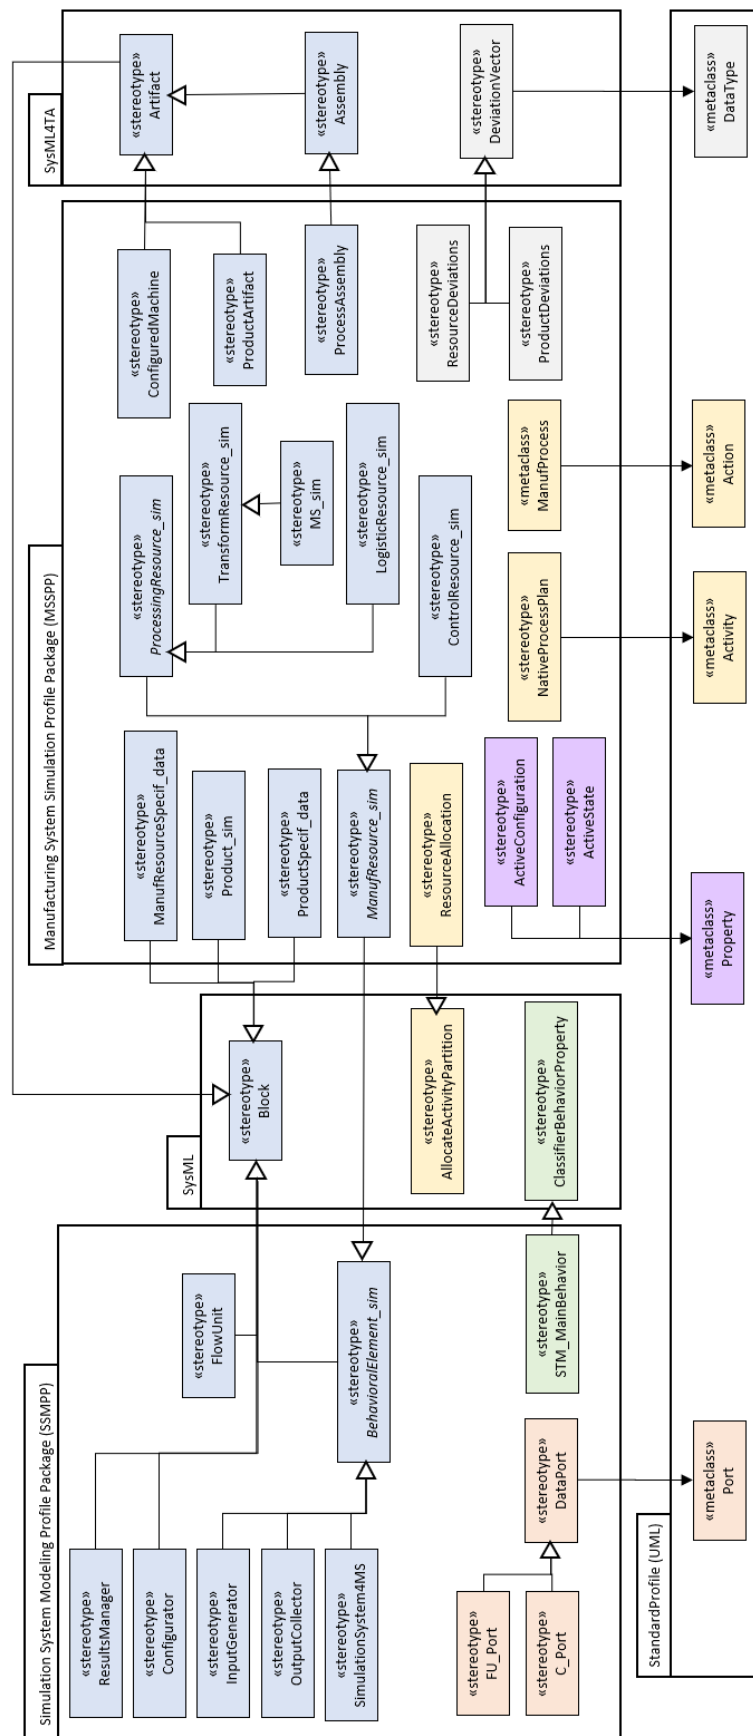 Simulation System Modeling Profile Package (SSMPP)
«stereotype»
ResultsManager
«stereotype»
Configurator
«stereotype»
InputGenerator
«stereotype»
OutputCollector
«stereotype»
SimulationSystem4MS
«stereotype»
FlowUnit
«stereotype»
BehavioralElement_sim
«stereotype»
FU_Port
«stereotype»
C_Port
«stereotype»
DataPort
«stereotype»
STM_MainBehavior
SysML
«stereotype»
Block
«stereotype»
AllocateActivityPartition
«stereotype»
ClassifierBehaviorProperty
Manufacturing System Simulation Profile Package (MSSPP)
«stereotype»
ManufResourceSpecif_data
«stereotype»
Product_sim
«stereotype»
ProductSpecif_data
«stereotype»
ManufResource_sim
«stereotype»
ResourceAllocation
«stereotype»
ActiveConfiguration
«stereotype»
ActiveState
«stereotype»
ProcessingResource_sim
«stereotype»
TransformResource_sim
«stereotype»
MS_sim
«stereotype»
LogisticResource_sim
«stereotype»
ControlResource_sim
«stereotype»
NativeProcessPlan
«metaclass»
ManufProcess
«stereotype»
ConfiguredMachine
«stereotype»
ProductArtifact
«stereotype»
ProcessAssembly
«stereotype»
ResourceDeviations
«stereotype»
ProductDeviations
SysML4TA
«stereotype»
Artifact
«stereotype»
Assembly
«stereotype»
DeviationVector
StandardProfile (UML)
«metaclass»
Port
«metaclass»
Property
«metaclass»
Activity
«metaclass»
Action
«metaclass»
DataType